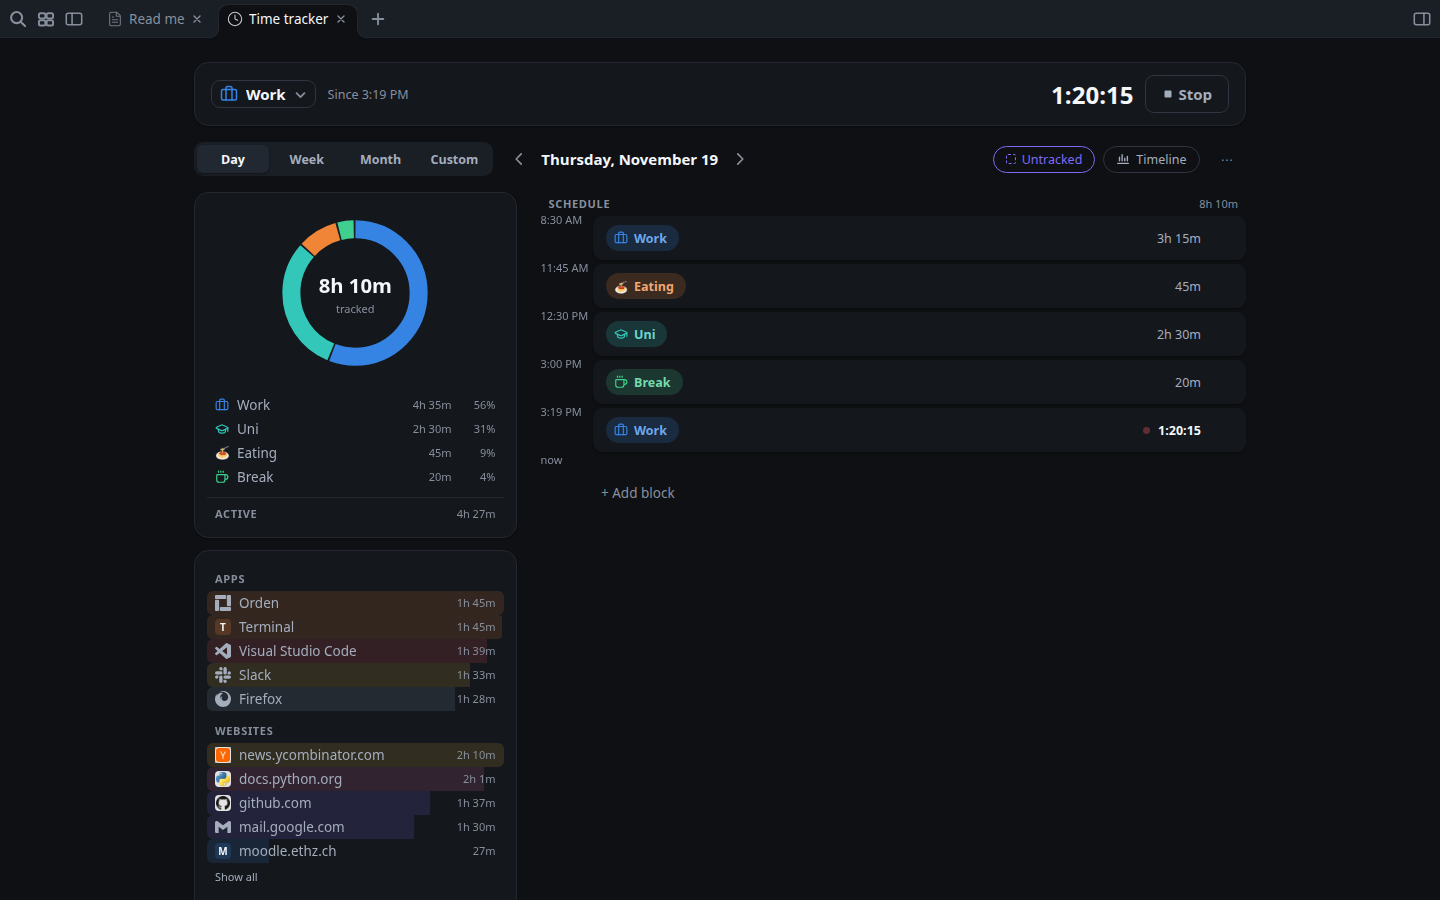 Read me
Time tracker
Work
Since 3:19 PM
1:20:15
Stop
Day
Week
Month
Custom
Thursday, November 19
Untracked
Timeline
...
8h 10m
tracked
Work 4h 35m 56%
Uni 2h 30m 31%
Eating 45m 9%
Break 20m 4%
ACTIVE 4h 27m
APPS
Orden 1h 45m
T Terminal 1h 45m
Visual Studio Code 1h 39m
Slack 1h 33m
Firefox 1h 28m
WEBSITES
Y news.ycombinator.com 2h 10m
docs.python.org 2h 1m
github.com 1h 37m
mail.google.com 1h 30m
M moodle.ethz.ch 27m
Show all
SCHEDULE 8h 10m
8:30 AM
Work 3h 15m
11:45 AM
Eating 45m
12:30 PM
Uni 2h 30m
3:00 PM
Break 20m
3:19 PM
Work 1:20:15
now
+ Add block